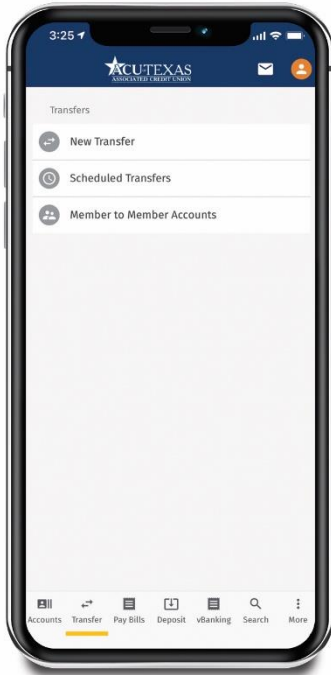 3:25
ACUTEXAS
ASSOCIATED CREDIT UNION
Transfers
New Transfer
Scheduled Transfers
Member to Member Accounts
Accounts Transfer Pay Bills Deposit vBanking Search More